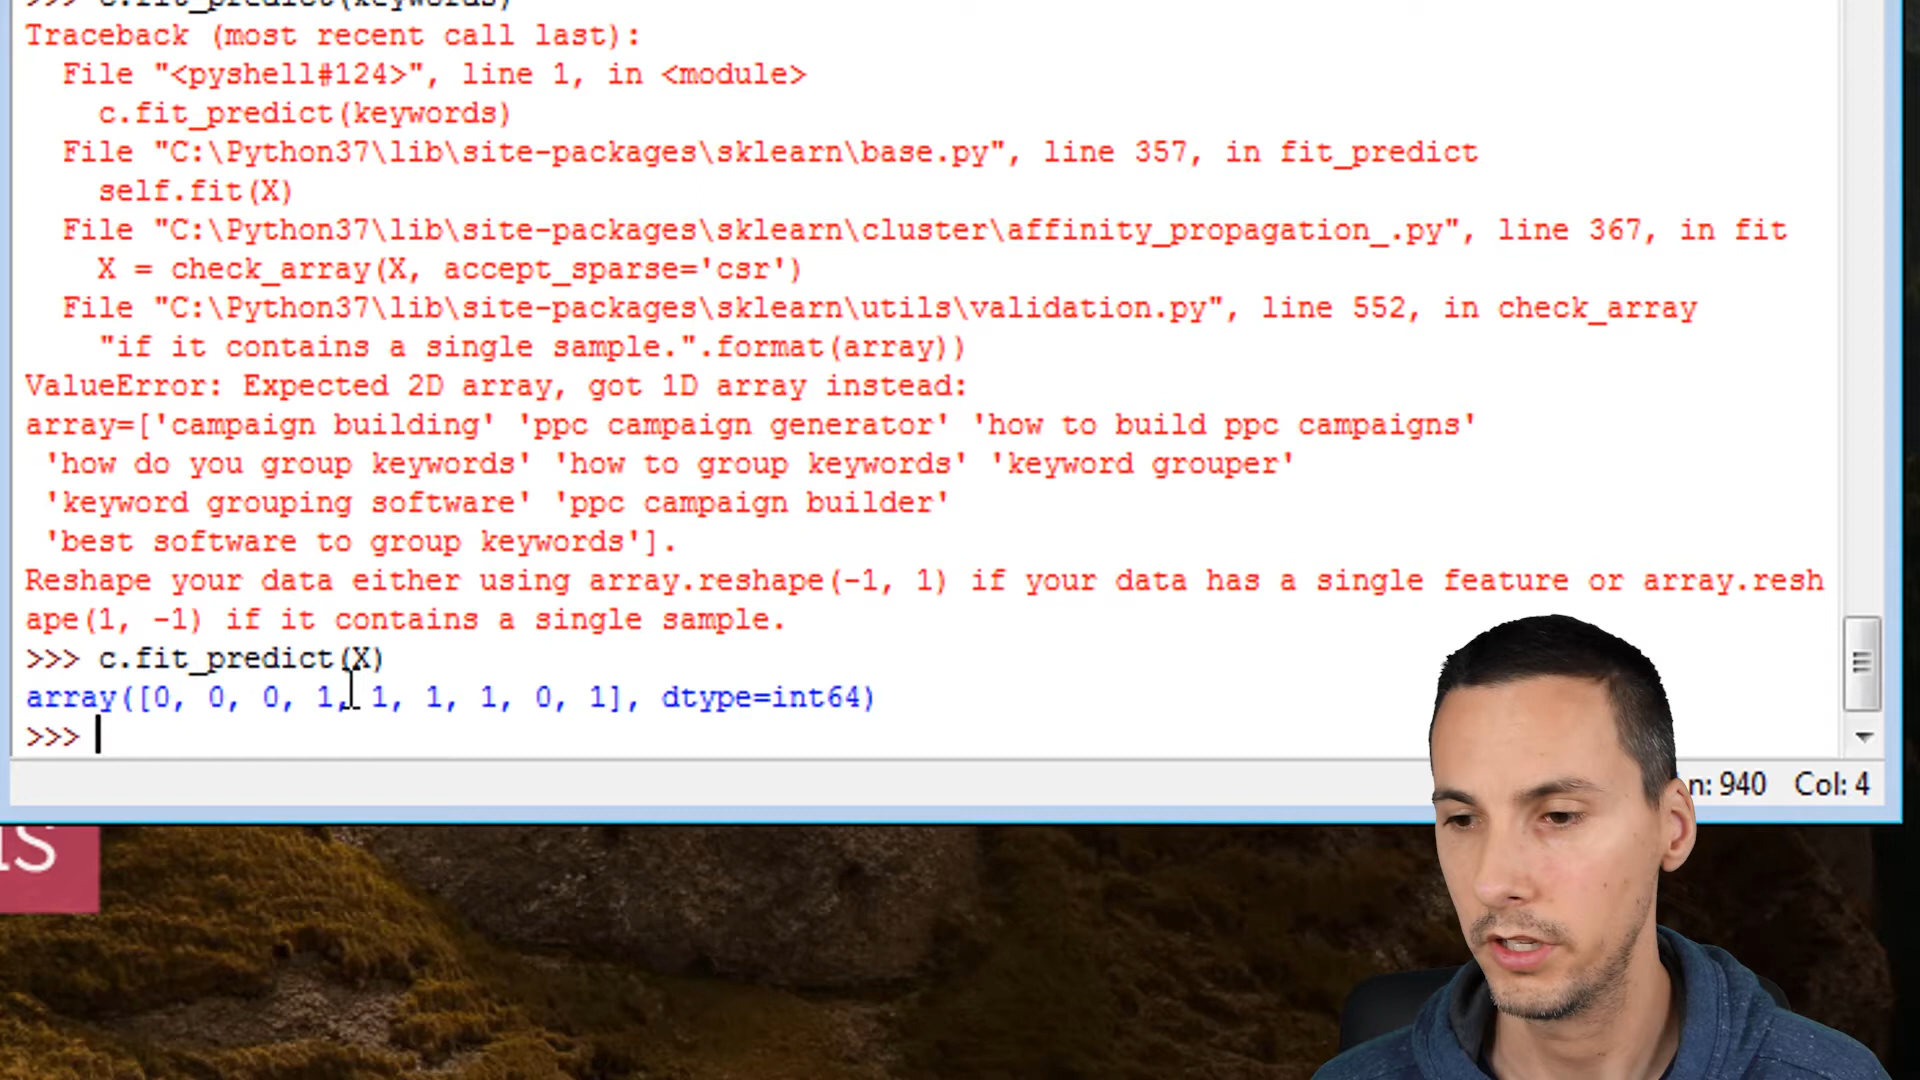 >>> c.fit_predict(keywords)
Traceback (most recent call last):
  File "<pyshell#124>", line 1, in <module>
    c.fit_predict(keywords)
  File "C:\Python37\lib\site-packages\sklearn\base.py", line 357, in fit_predict
    self.fit(X)
  File "C:\Python37\lib\site-packages\sklearn\cluster\affinity_propagation_.py", line 367, in fit
    X = check_array(X, accept_sparse='csr')
  File "C:\Python37\lib\site-packages\sklearn\utils\validation.py", line 552, in check_array
    "if it contains a single sample.".format(array))
ValueError: Expected 2D array, got 1D array instead:
array=['campaign building' 'ppc campaign generator' 'how to build ppc campaigns'
 'how do you group keywords' 'how to group keywords' 'keyword grouper'
 'keyword grouping software' 'ppc campaign builder'
 'best software to group keywords'].
Reshape your data either using array.reshape(-1, 1) if your data has a single feature or array.resh
ape(1, -1) if it contains a single sample.
>>> c.fit_predict(X)
array([0, 0, 0, 1, 1, 1, 1, 0, 1], dtype=int64)
>>>
n: 940 Col: 4
IS